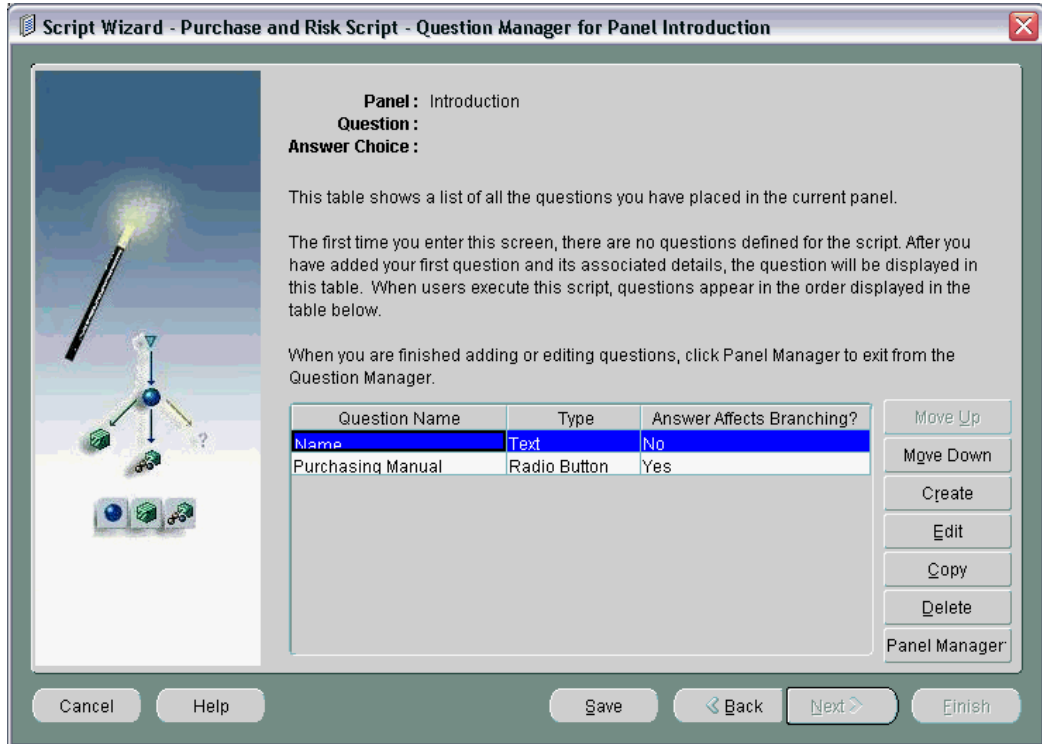 Script Wizard - Purchase and Risk Script - Question Manager for Panel Introduction
Panel : Introduction
Question :
Answer Choice :
This table shows a list of all the questions you have placed in the current panel.
The first time you enter this screen, there are no questions defined for the script. After you
have added your first question and its associated details, the question will be displayed in
this table. When users execute this script, questions appear in the order displayed in the
table below.
When you are finished adding or editing questions, click Panel Manager to exit from the
Question Manager.
Question Name Type Answer Affects Branching?
Name Text No
Purchasing Manual Radio Button Yes
Move Up
Move Down
Create
Edit
Copy
Delete
Panel Manager
?
Cancel Help Save Back Next Finish